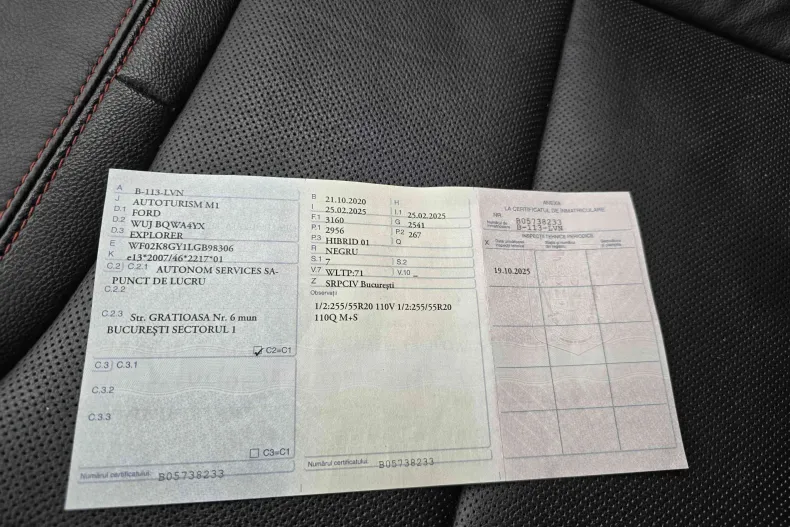 A B-113-LVN
J AUTOTURISM M1
D.1 FORD
D.2 WUJ BQWA4YX
D.3 EXPLORER
E WF02K8GY1LGB98306
K e13*2007/46*2217*01
C.2 C.2.1 AUTONOM SERVICES SA-
PUNCT DE LUCRU
C.2.2
C.2.3 Str. GRATIOASA Nr. 6 mun
BUCUREȘTI SECTORUL 1
C2=C1
C.3 C.3.1
C.3.2
C.3.3
C3=C1
Numărul certificatului B05738233
B 21.10.2020 H
I 25.02.2025 I.1 25.02.2025
F.1 3160 G 2541
P.1 2956 P.2 267
P.3 HIBRID 01 Q
R NEGRU
S.1 7 S.2
V.7 WLTP:71 V.10 _
Z SRPCIV București
Observații
1/2:255/55R20 110V 1/2:255/55R20
110Q M+S
Numărul certificatului B05738233
ANEXA
LA CERTIFICATUL DE ÎNMATRICULARE
NR. B05738233
B-113-LVN
INSPECȚII TEHNICE PERIODICE
X
19.10.2025